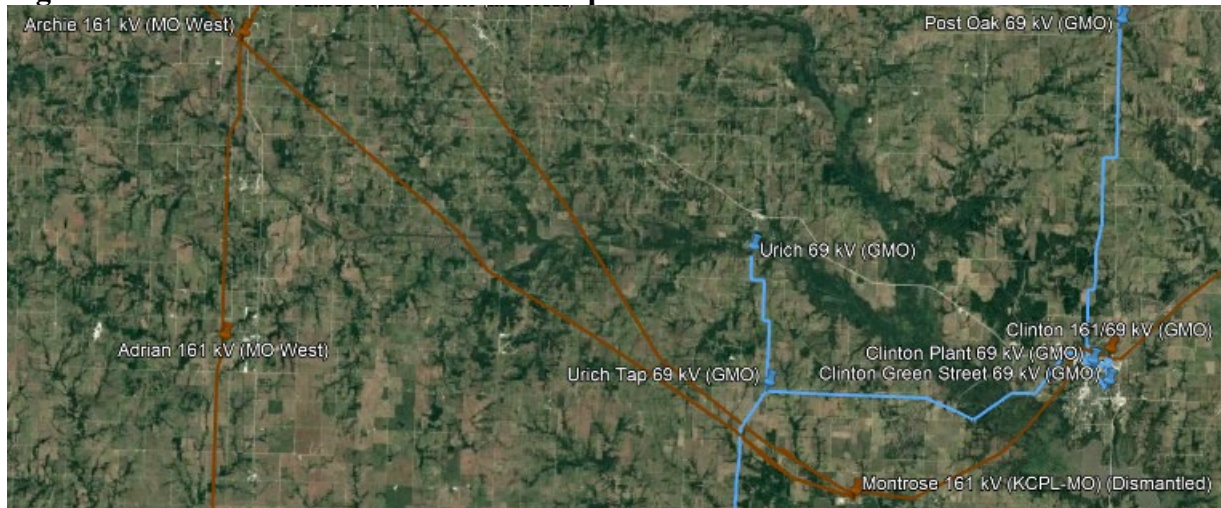 Archie 161 kV (MO West)
Post Oak 69 kV (GMO)
Urich 69 kV (GMO)
Adrian 161 kV (MO West)
Clinton 161/69 kV (GMO)
Clinton Plant 69 kV (GMO)
Urich Tap 69 kV (GMO)
Clinton Green Street 69 kV (GMO)
Montrose 161 kV (KCPL-MO) (Dismantled)